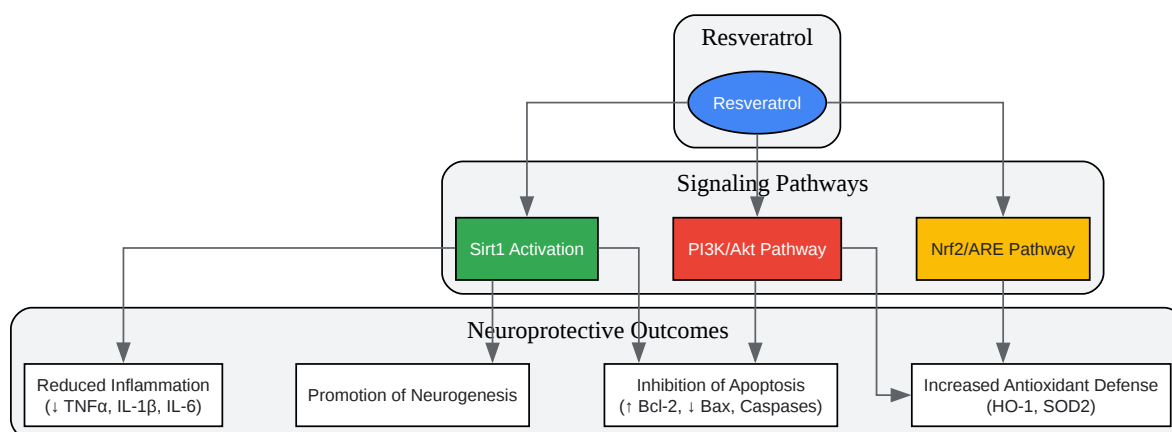 Resveratrol
Resveratrol
Signaling Pathways
Sirt1 Activation
PI3K/Akt Pathway
Nrf2/ARE Pathway
Neuroprotective Outcomes
Reduced Inflammation
(↓ TNFα, IL-1β, IL-6)
Promotion of Neurogenesis
Inhibition of Apoptosis
(↑ Bcl-2, ↓ Bax, Caspases)
Increased Antioxidant Defense
(HO-1, SOD2)